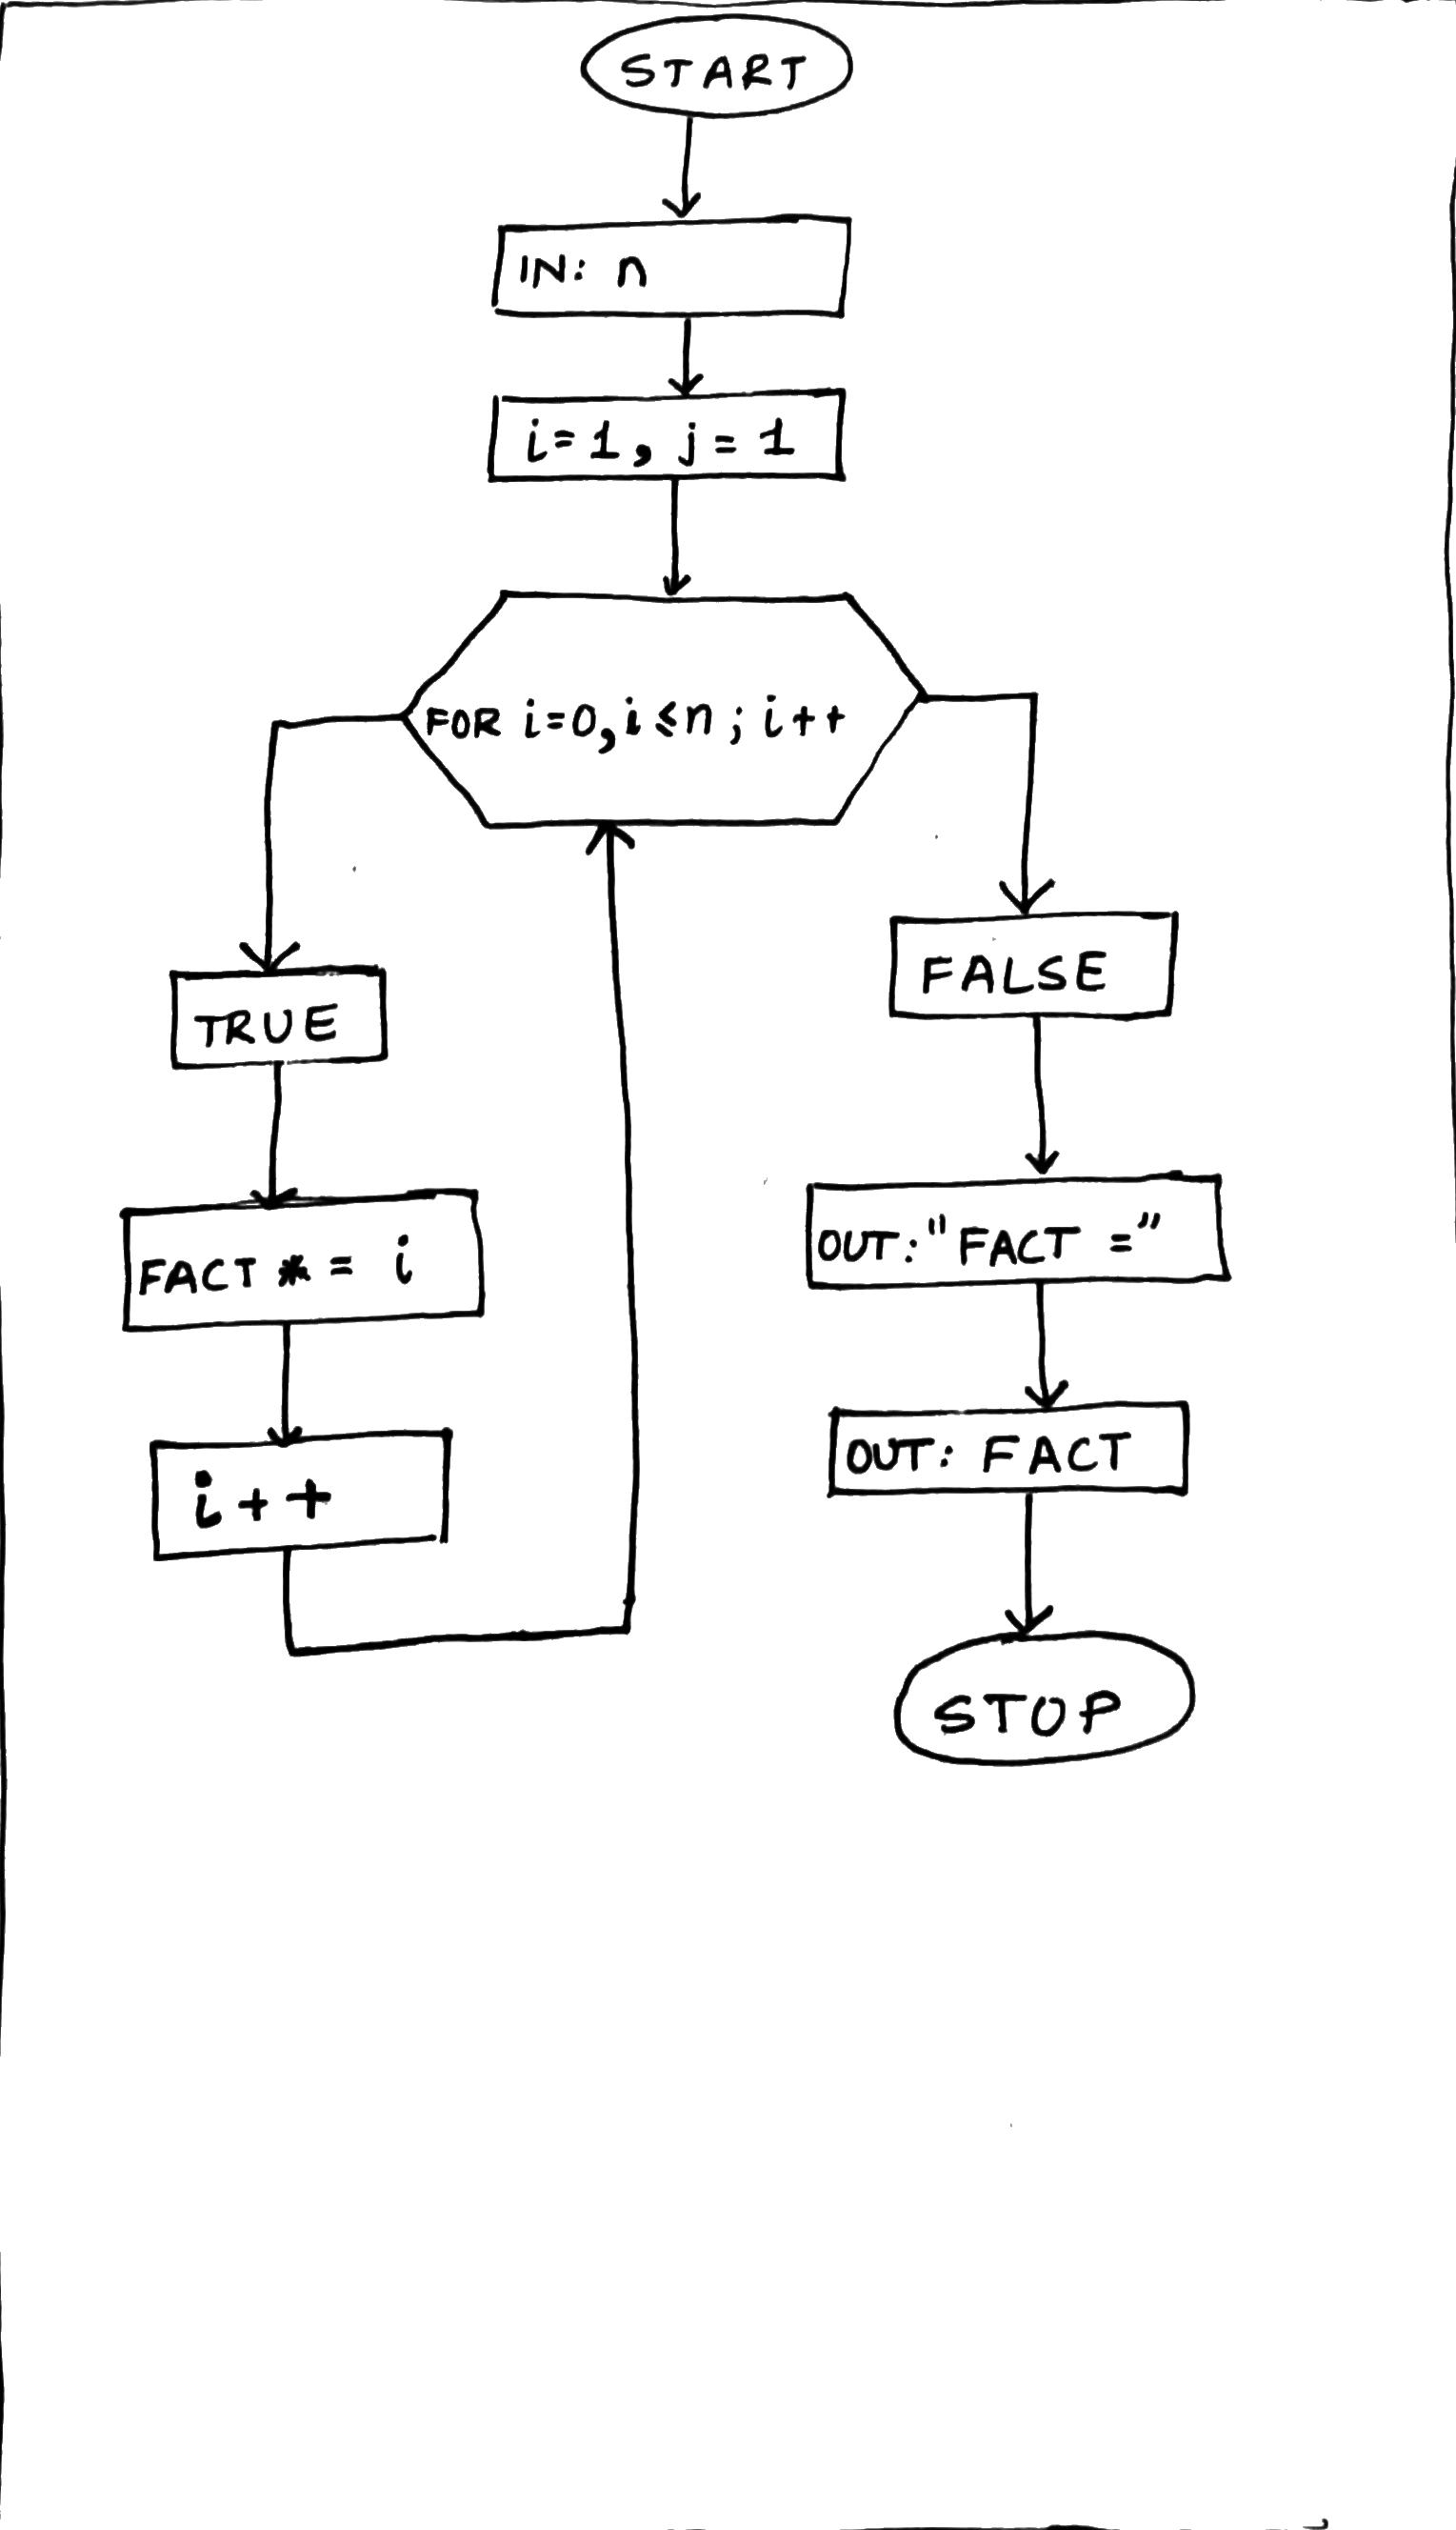 START
IN: n
i=1, j=1
FOR i=0, i≤n; i++
TRUE
FACT *= i
i++
FALSE
OUT: "FACT ="
OUT: FACT
STOP